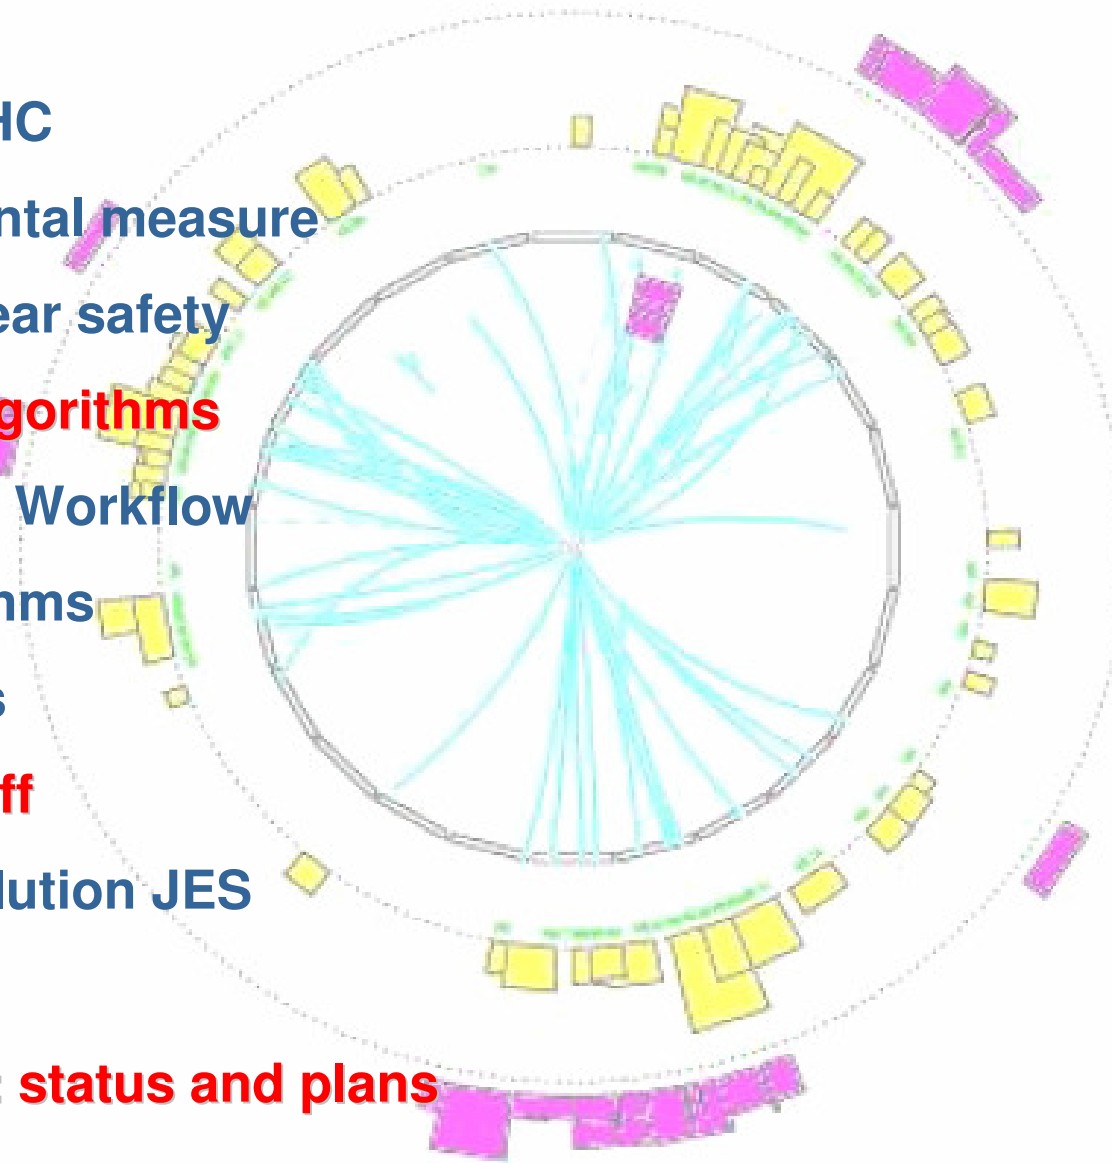 HC
ntal measure
ear safety
gorithms
Workflow
hms
s
ff
lution JES
: status and plans